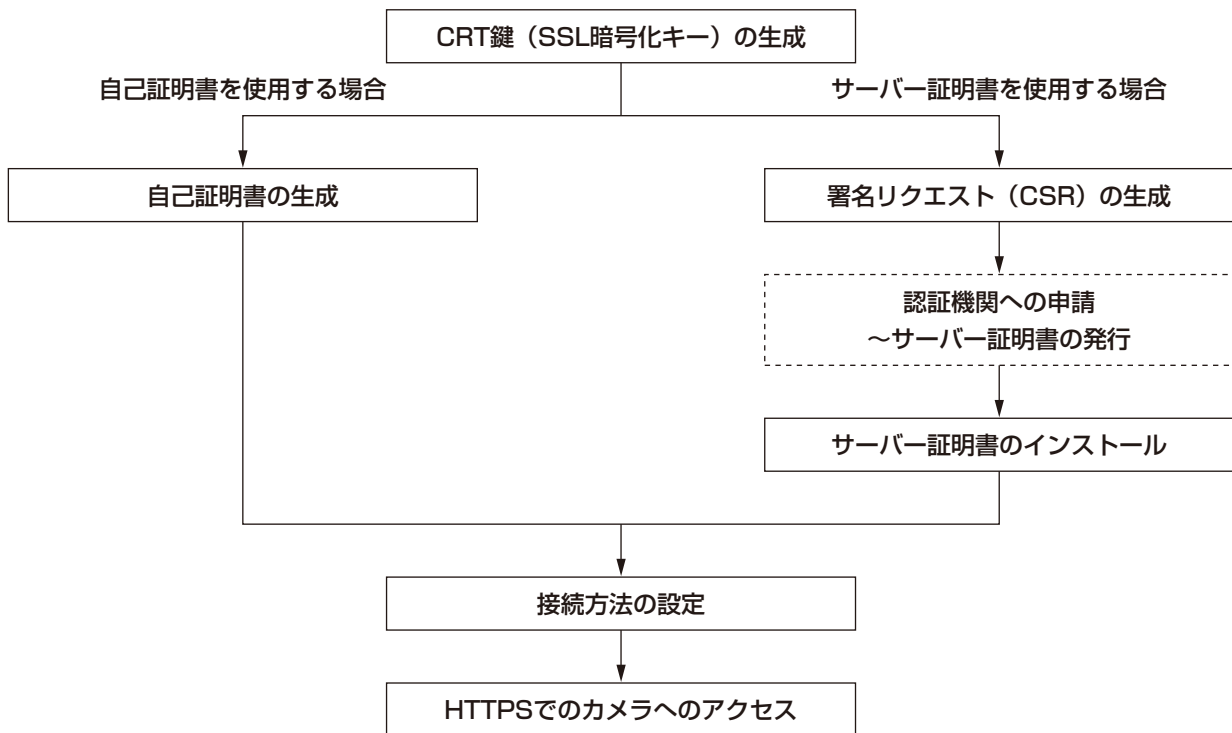 CRT鍵（SSL暗号化キー）の生成
自己証明書を使用する場合
サーバー証明書を使用する場合
自己証明書の生成
署名リクエスト（CSR）の生成
認証機関への申請
～サーバー証明書の発行
サーバー証明書のインストール
接続方法の設定
HTTPSでのカメラへのアクセス